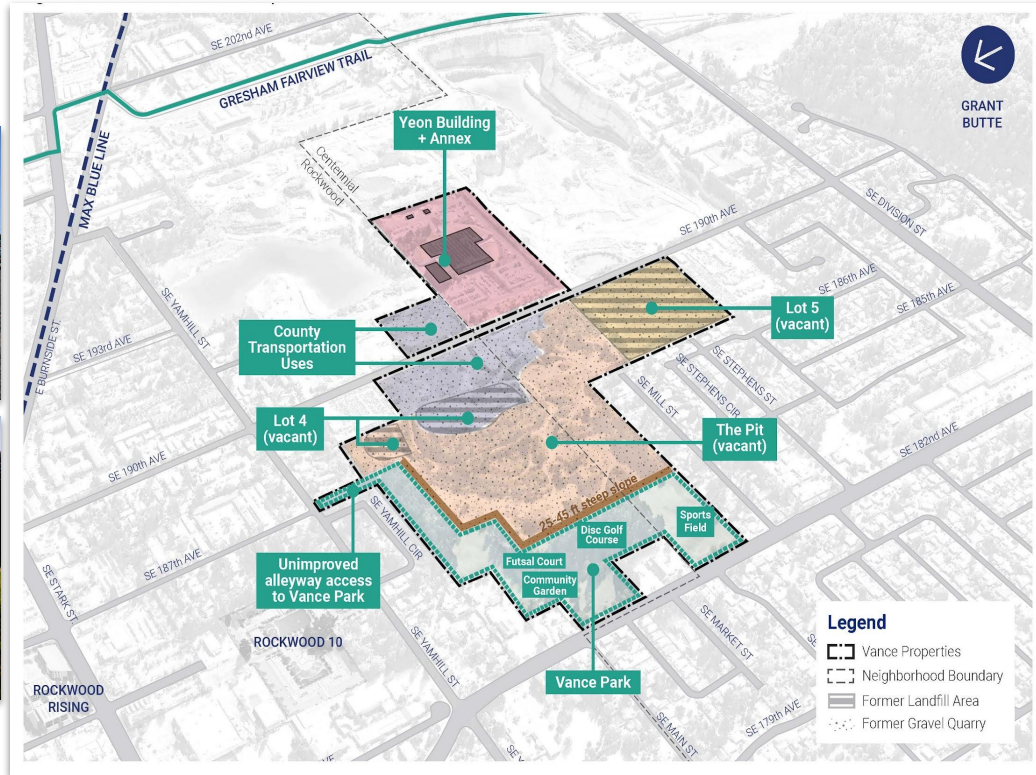 SE 202nd AVE
GRESHAM FAIRVIEW TRAIL
MAX BLUE LINE
GRANT
BUTTE
Yeon Building
+ Annex
Centennial
Rockwood
SE DIVISION ST
SE 190th AVE
SE 186th AVE
SE 185th AVE
SE YAMHILL ST
Lot 5
(vacant)
County
Transportation
Uses
E BURNSIDE ST.
SE 193rd AVE
SE STEPHENS ST
SE STEPHENS CIR
SE MILL ST
SE 182nd AVE
Lot 4
(vacant)
The Pit
(vacant)
SE 190th AVE
25-45 ft steep slope
Sports
Field
Disc Golf
Course
Futsal Court
Community
Garden
SE YAMHILL CIR
Unimproved
alleyway access
to Vance Park
SE 187th AVE
SE STARK ST.
ROCKWOOD 10
SE YAMHILL ST
SE MARKET ST
ROCKWOOD
RISING
Vance Park
SE MAIN ST
SE 179th AVE
Legend
Vance Properties
Neighborhood Boundary
Former Landfill Area
Former Gravel Quarry